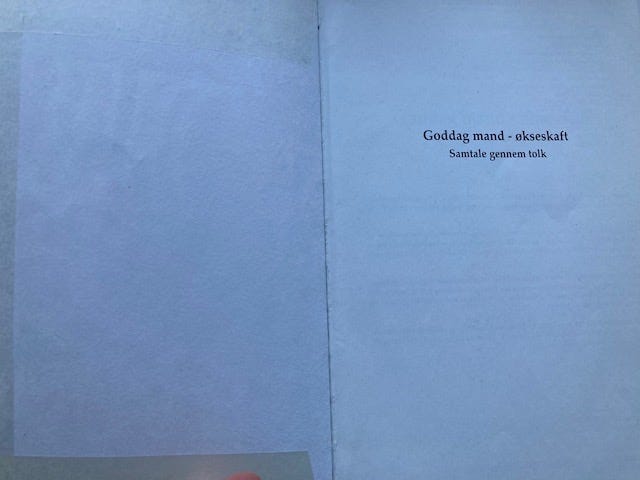 Goddag mand - økseskaft
Samtale gennem tolk